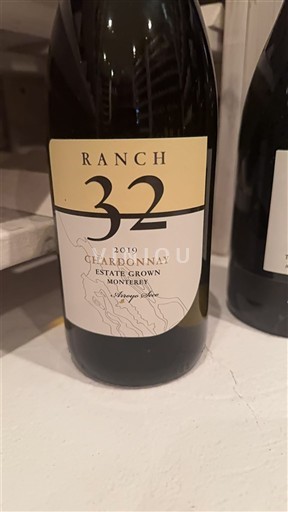 RANCH
32
2019
CHARDONNAY
ESTATE GROWN
MONTEREY
Arroyo Seco